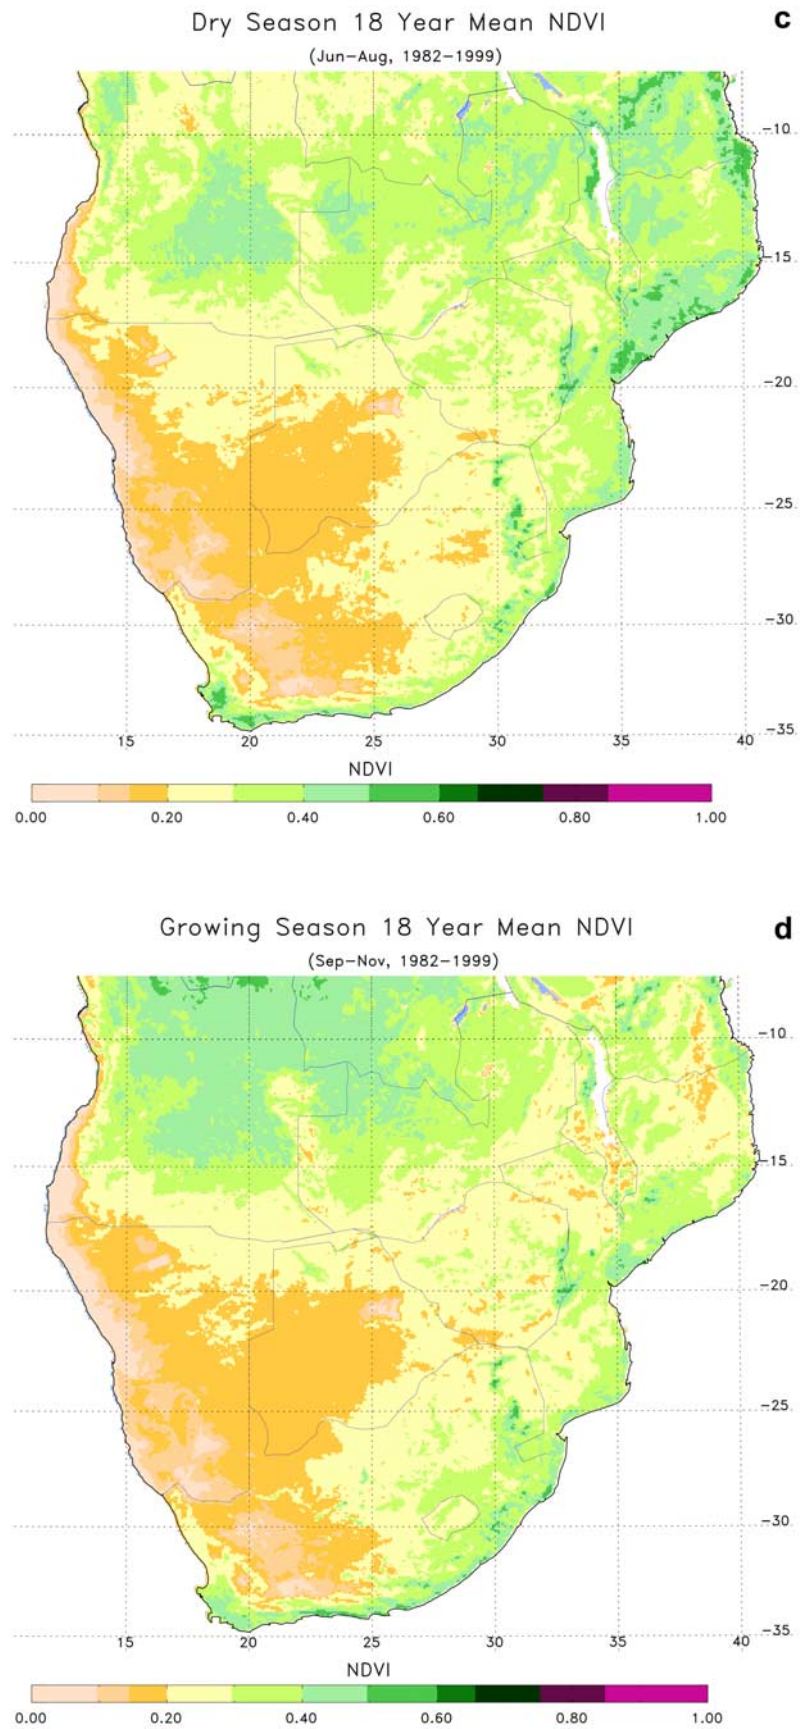 Dry Season 18 Year Mean NDVI
c
(Jun-Aug, 1982-1999)
-10
-15
-20
-25
-30
-35
15 20 25 30 35 40
NDVI
0.00 0.20 0.40 0.60 0.80 1.00
Growing Season 18 Year Mean NDVI
d
(Sep-Nov, 1982-1999)
-10
-15
-20
-25
-30
-35
15 20 25 30 35 40
NDVI
0.00 0.20 0.40 0.60 0.80 1.00